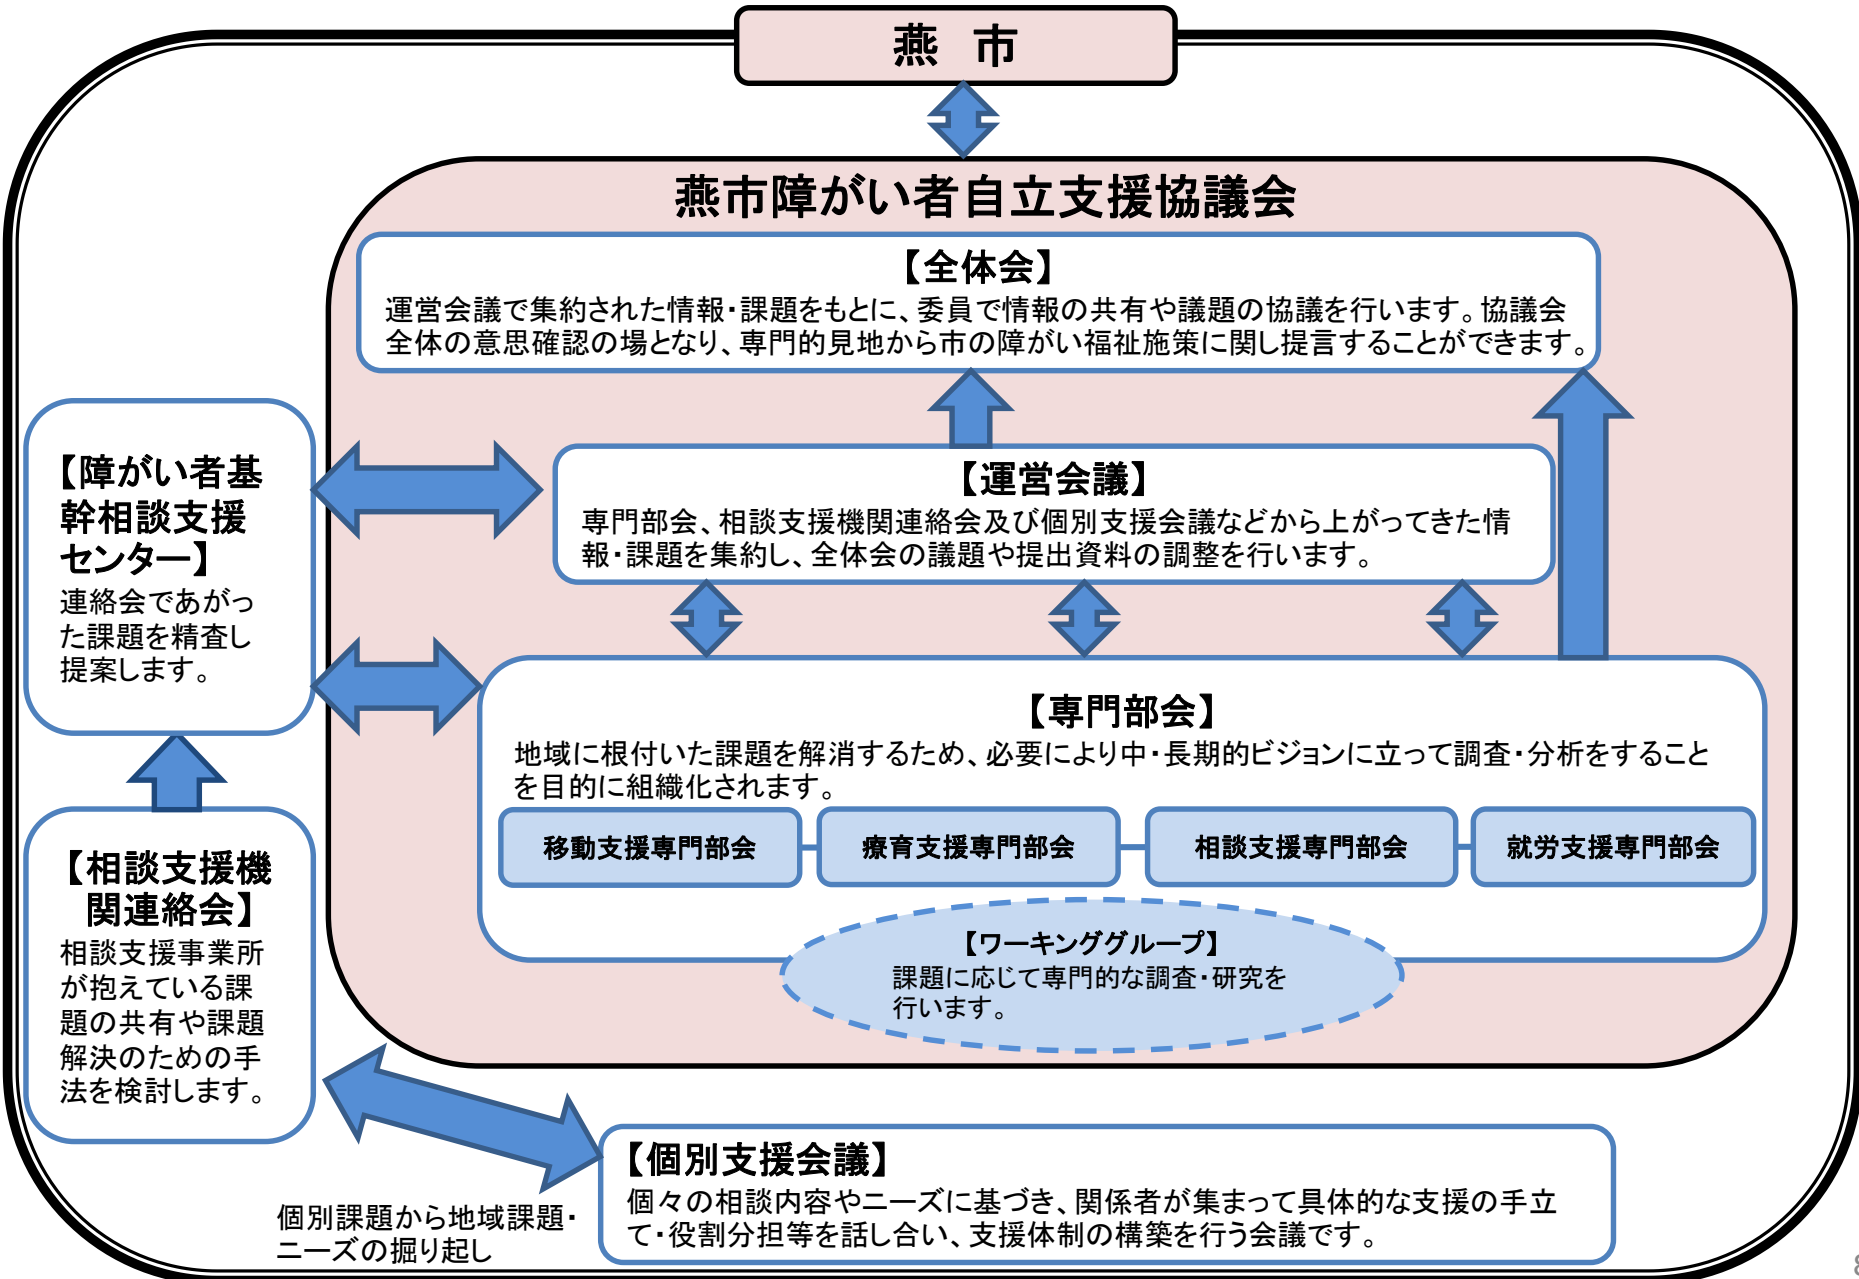 燕 市
燕市障がい者自立支援協議会
【全体会】
運営会議で集約された情報・課題をもとに、委員で情報の共有や議題の協議を行います。協議会
全体の意思確認の場となり、専門的見地から市の障がい福祉施策に関し提言することができます。
【運営会議】
専門部会、相談支援機関連絡会及び個別支援会議などから上がってきた情
報・課題を集約し、全体会の議題や提出資料の調整を行います。
【障がい者基
幹相談支援
センター】
連絡会であがっ
た課題を精査し
提案します。
【専門部会】
地域に根付いた課題を解消するため、必要により中・長期的ビジョンに立って調査・分析をすること
を目的に組織化されます。
移動支援専門部会
療育支援専門部会
相談支援専門部会
就労支援専門部会
【ワーキンググループ】
課題に応じて専門的な調査・研究を
行います。
【相談支援機
関連絡会】
相談支援事業所
が抱えている課
題の共有や課題
解決のための手
法を検討します。
【個別支援会議】
個々の相談内容やニーズに基づき、関係者が集まって具体的な支援の手立
て・役割分担等を話し合い、支援体制の構築を行う会議です。
個別課題から地域課題・
ニーズの掘り起し